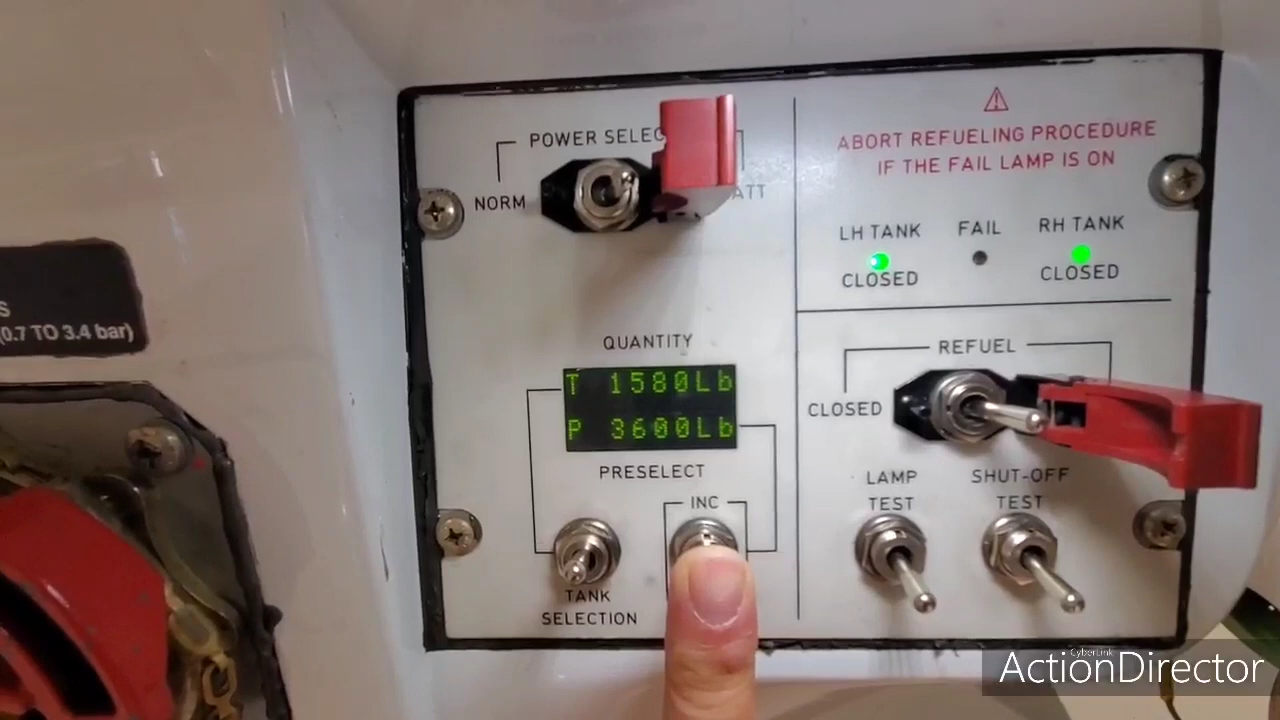 POWER SELEC
NORM
ATT
ABORT REFUELING PROCEDURE
IF THE FAIL LAMP IS ON
LH TANK
FAIL
RH TANK
CLOSED
CLOSED
S
(0.7 TO 3.4 bar)
QUANTITY
T 1580Lb
P 3600Lb
PRESELECT
INC
TANK
SELECTION
REFUEL
CLOSED
LAMP
TEST
SHUT-OFF
TEST
CyberLink
ActionDirector